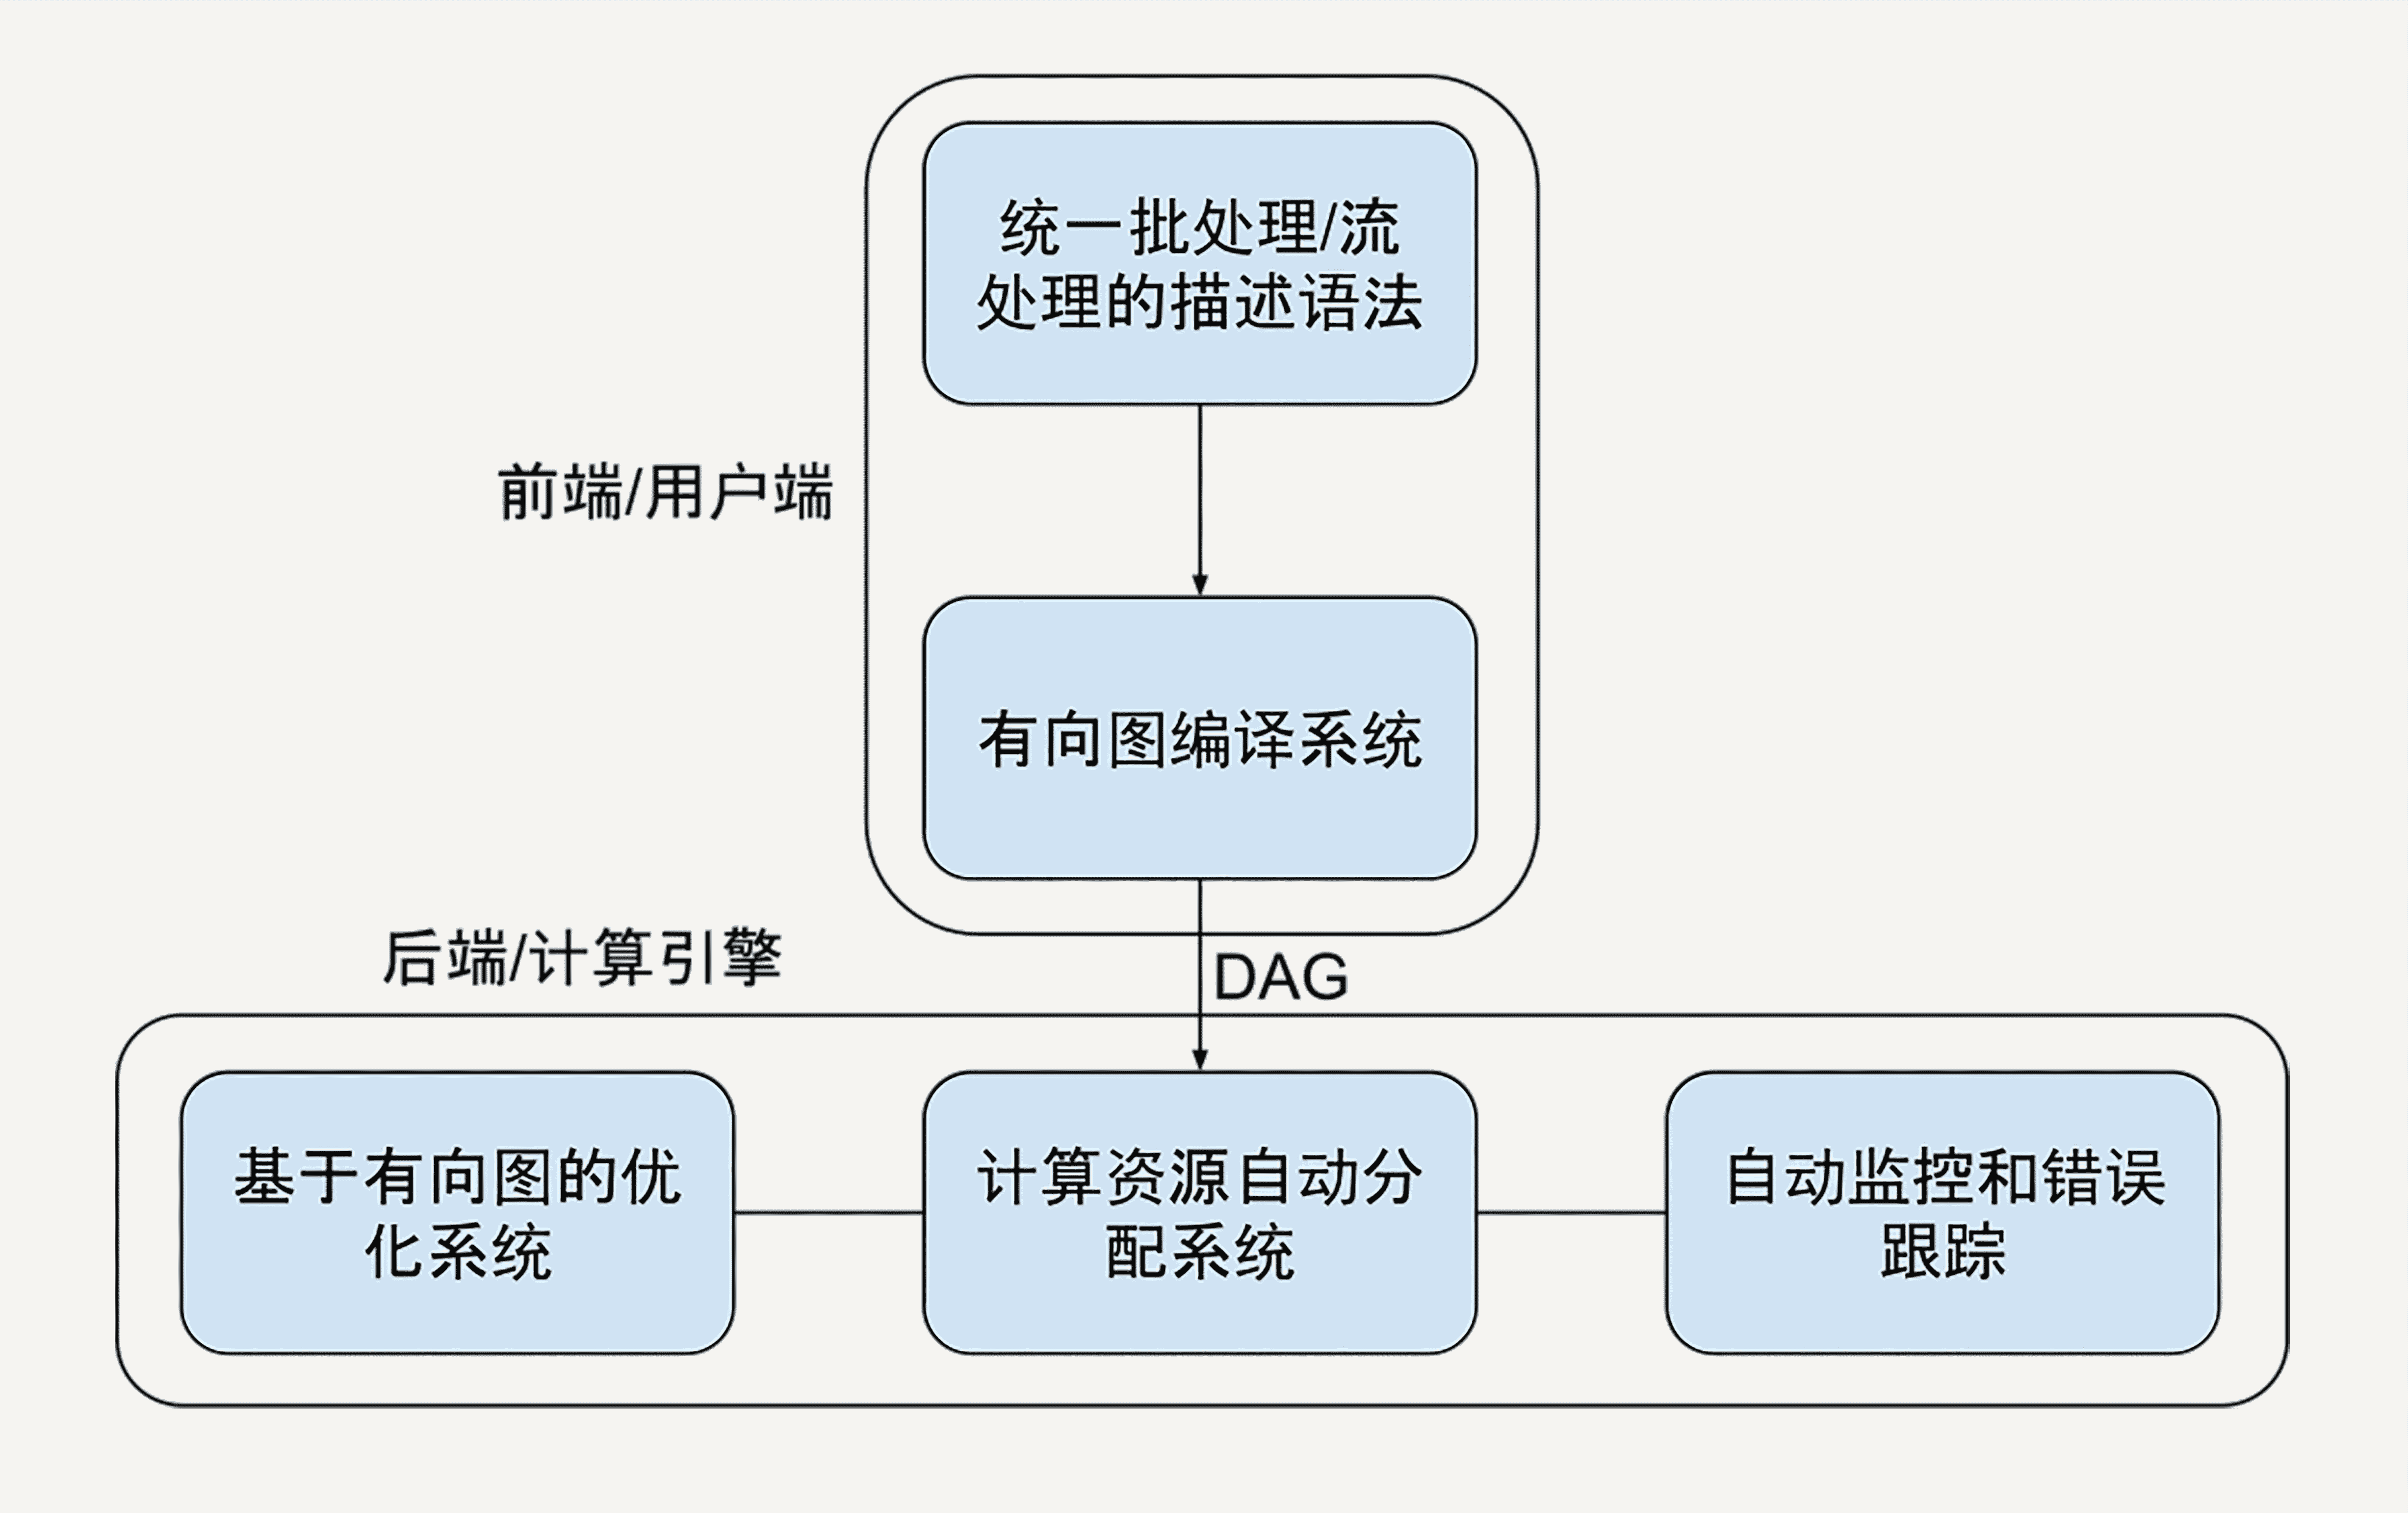 统一批处理/流
处理的描述语法
前端/用户端
有向图编译系统
后端/计算引擎
DAG
基于有向图的优
化系统
计算资源自动分
配系统
自动监控和错误
跟踪